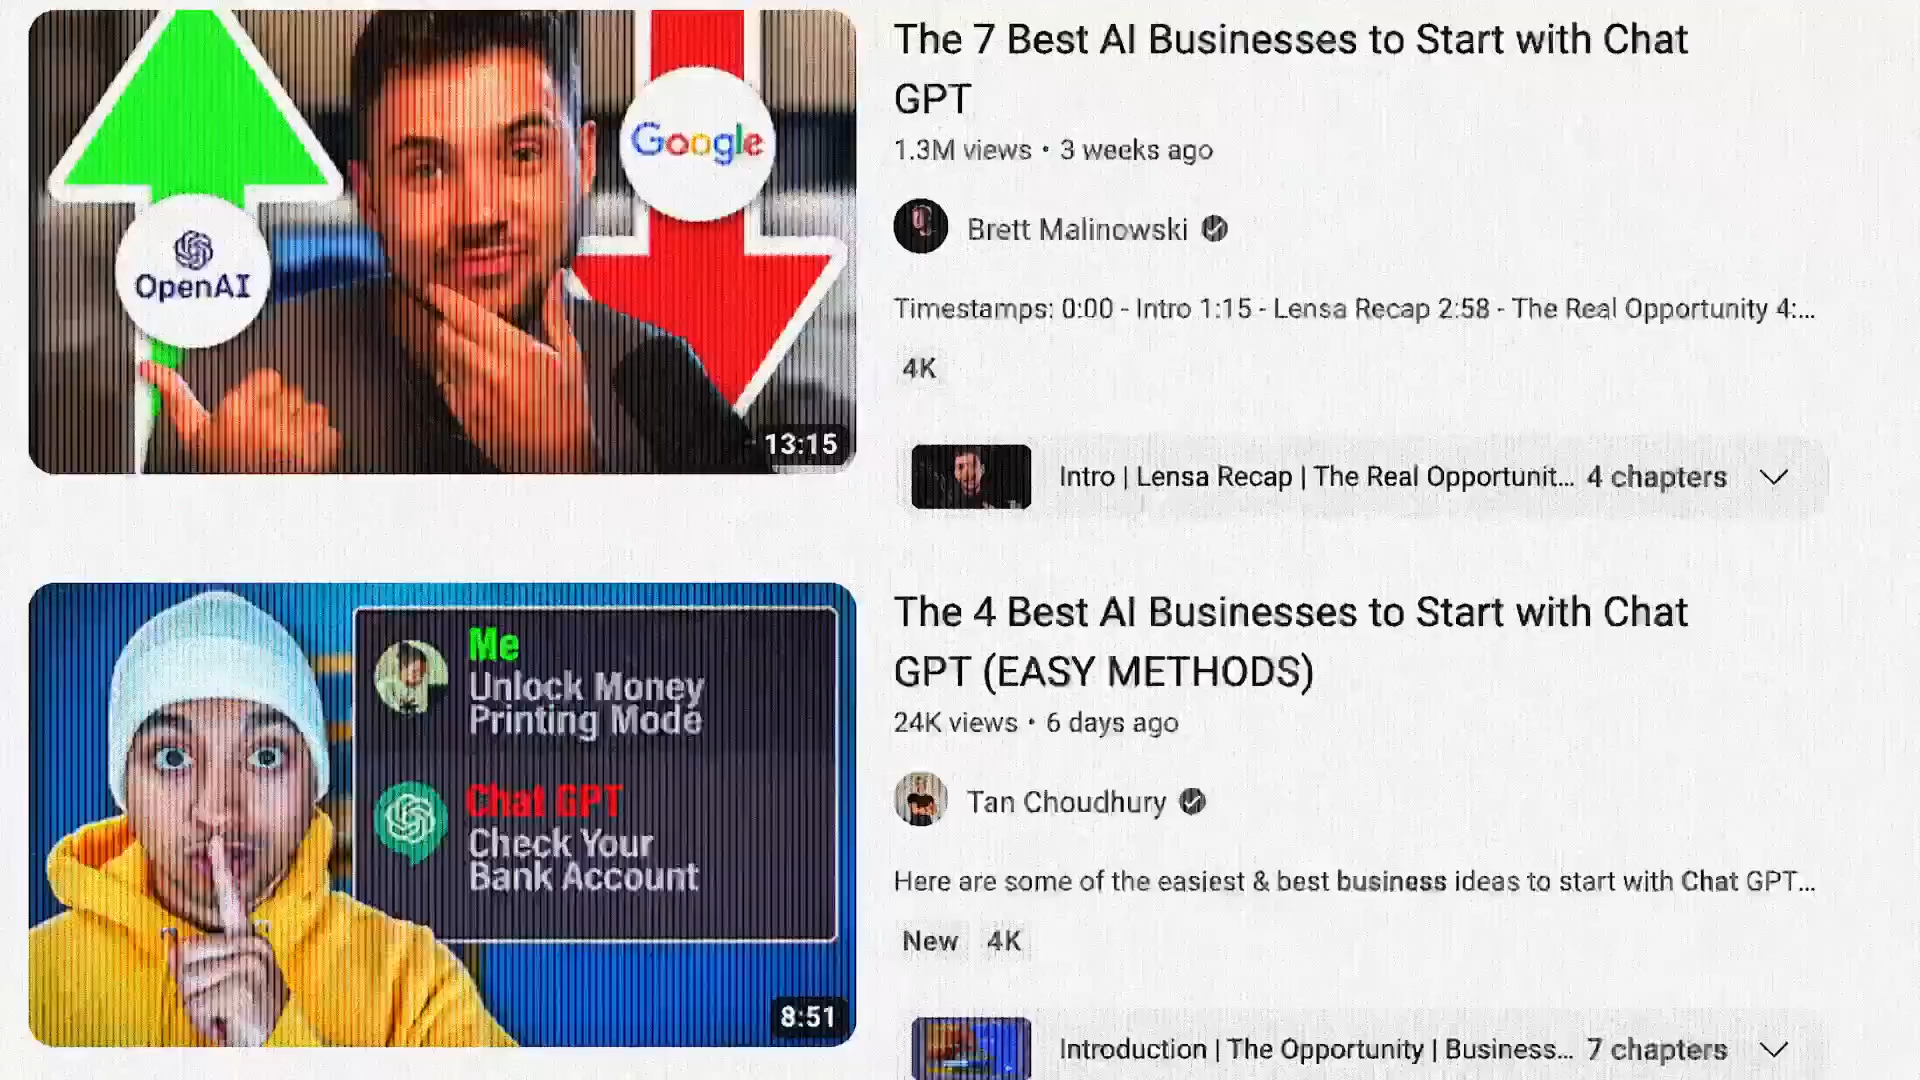 OpenAI
Google
13:15
The 7 Best AI Businesses to Start with Chat
GPT
1.3M views • 3 weeks ago
Brett Malinowski
Timestamps: 0:00 - Intro 1:15 - Lensa Recap 2:58 - The Real Opportunity 4:...
4K
Intro | Lensa Recap | The Real Opportunit... 4 chapters
Me
Unlock Money
Printing Mode
Chat GPT
Check Your
Bank Account
8:51
The 4 Best AI Businesses to Start with Chat
GPT (EASY METHODS)
24K views • 6 days ago
Tan Choudhury
Here are some of the easiest & best business ideas to start with Chat GPT...
New 4K
Introduction | The Opportunity | Business... 7 chapters